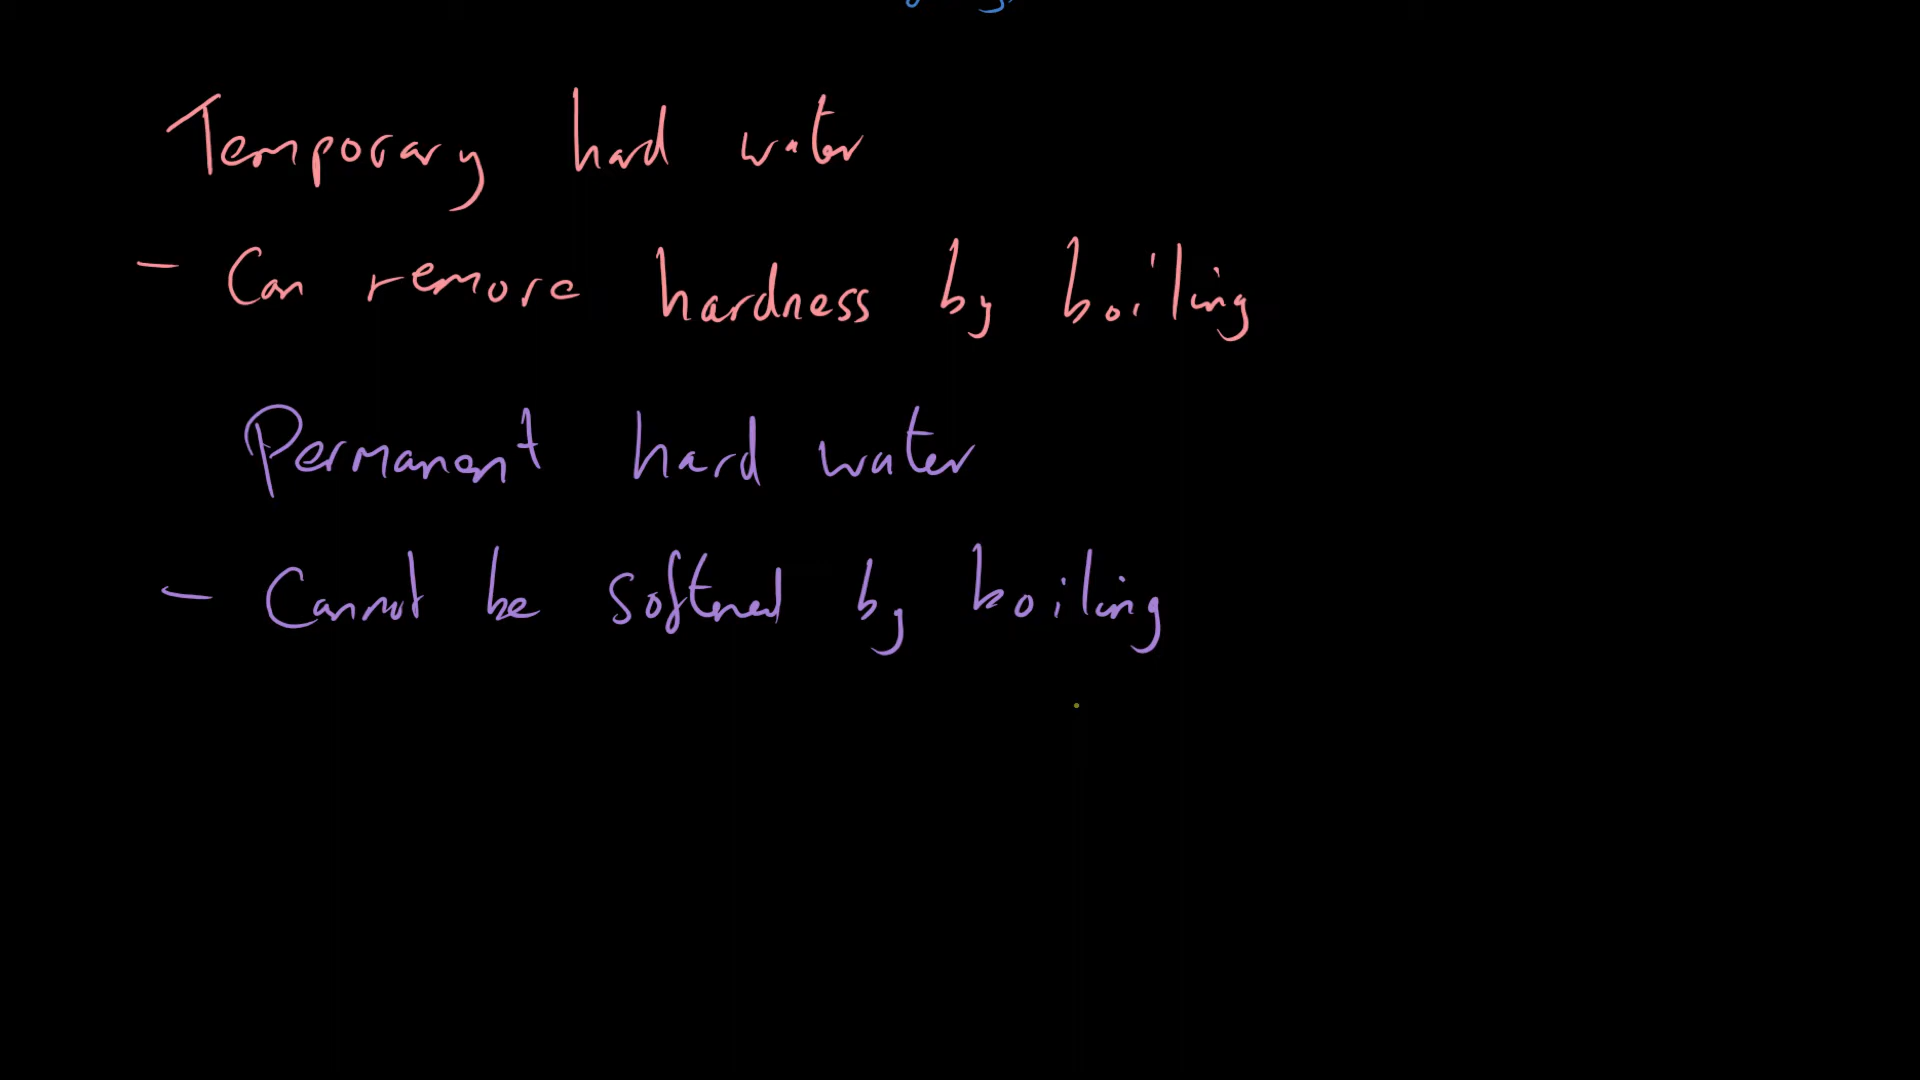 Temporary hard water
- Can remove hardness by boiling
Permanent hard water
- Cannot be softened by boiling